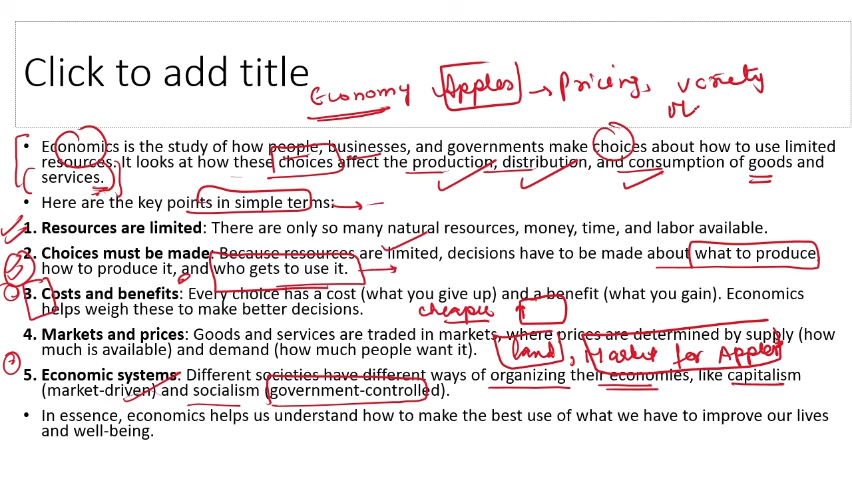 Click to add title
Economy Apples → Pricing, variety
or
• Economics is the study of how people, businesses, and governments make choices about how to use limited
resources. It looks at how these choices affect the production, distribution, and consumption of goods and
services.
• Here are the key points in simple terms:
1. Resources are limited: There are only so many natural resources, money, time, and labor available.
2. Choices must be made: Because resources are limited, decisions have to be made about what to produce,
how to produce it, and who gets to use it.
3. Costs and benefits: Every choice has a cost (what you give up) and a benefit (what you gain). Economics
helps weigh these to make better decisions.
cheaper
4. Markets and prices: Goods and services are traded in markets, where prices are determined by supply (how
much is available) and demand (how much people want it).
land, Market for Apples
5. Economic systems: Different societies have different ways of organizing their economies, like capitalism
(market-driven) and socialism (government-controlled).
• In essence, economics helps us understand how to make the best use of what we have to improve our lives
and well-being.